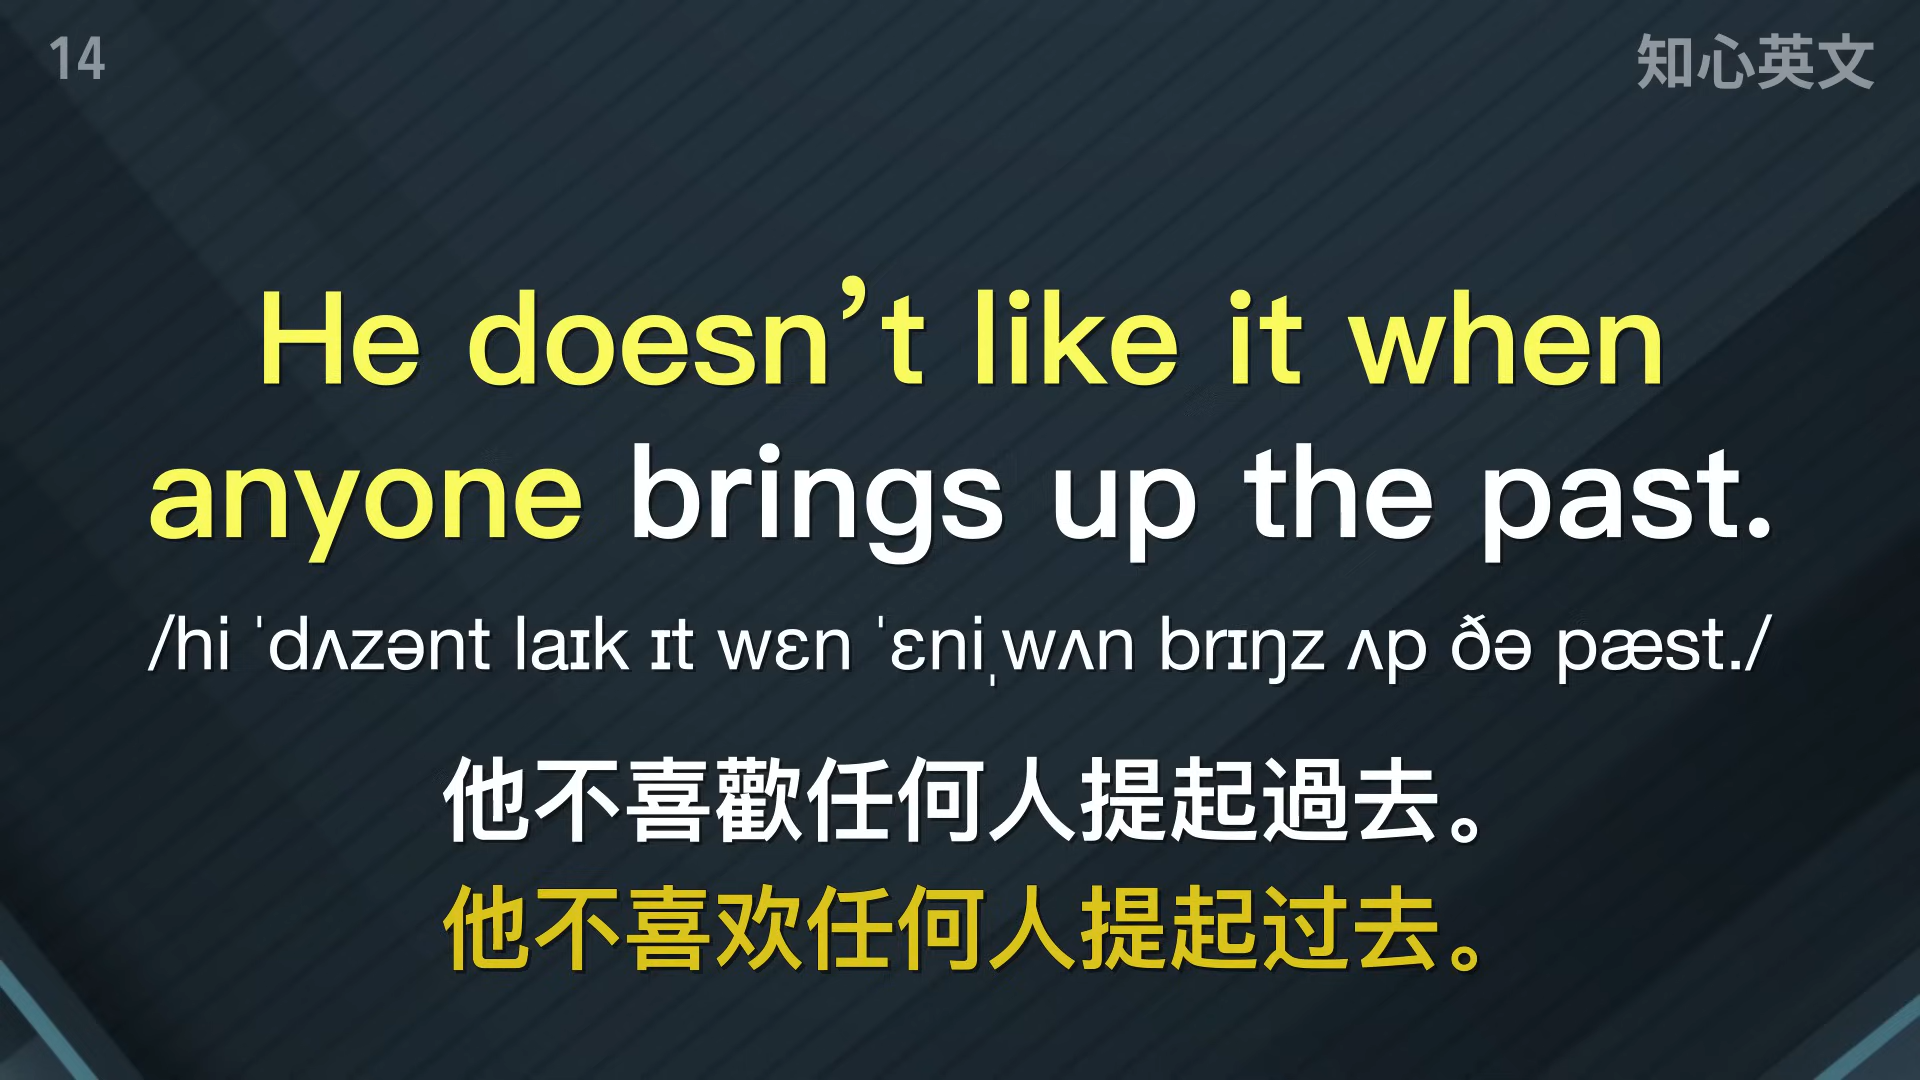 14
知心英文
He doesn’t like it when
anyone brings up the past.
/hi ˈdʌzənt laɪk ɪt wɛn ˈɛniˌwʌn brɪŋz ʌp ðə pæst./
他不喜歡任何人提起過去。
他不喜欢任何人提起过去。